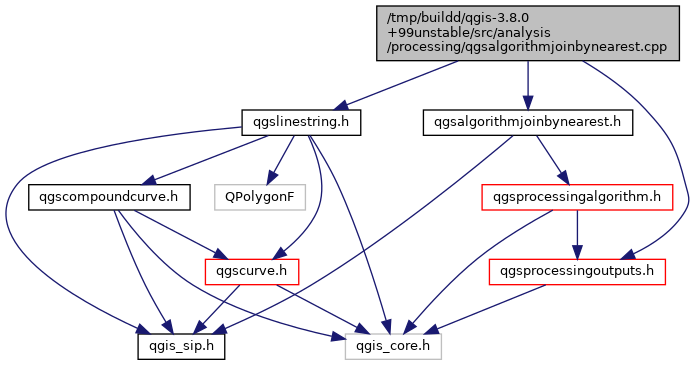 /tmp/buildd/qgis-3.8.0
+99unstable/src/analysis
/processing/qgsalgorithmjoinbynearest.cpp
qgslinestring.h
qgsalgorithmjoinbynearest.h
qgscompoundcurve.h
QPolygonF
qgsprocessingalgorithm.h
qgscurve.h
qgsprocessingoutputs.h
qgis_sip.h
qgis_core.h